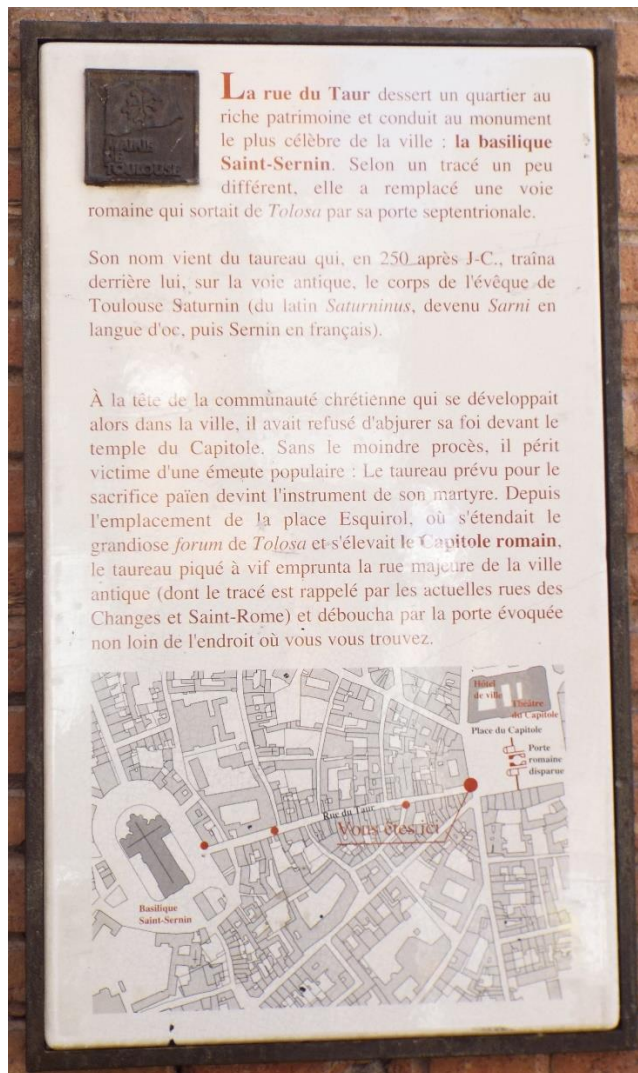 MAIRIE
DE
TOULOUSE
La rue du Taur dessert un quartier au
riche patrimoine et conduit au monument
le plus célèbre de la ville : la basilique
Saint-Sernin. Selon un tracé un peu
différent, elle a remplacé une voie
romaine qui sortait de Tolosa par sa porte septentrionale.
Son nom vient du taureau qui, en 250 après J-C., traîna
derrière lui, sur la voie antique, le corps de l'évêque de
Toulouse Saturnin (du latin Saturninus, devenu Sarni en
langue d'oc, puis Sernin en français).
À la tête de la communauté chrétienne qui se développait
alors dans la ville, il avait refusé d'abjurer sa foi devant le
temple du Capitole. Sans le moindre procès, il périt
victime d'une émeute populaire : Le taureau prévu pour le
sacrifice païen devint l'instrument de son martyre. Depuis
l'emplacement de la place Esquirol, où s'étendait le
grandiose forum de Tolosa et s'élevait le Capitole romain,
le taureau piqué à vif emprunta la rue majeure de la ville
antique (dont le tracé est rappelé par les actuelles rues des
Changes et Saint-Rome) et déboucha par la porte évoquée
non loin de l'endroit où vous vous trouvez.
Hôtel
de ville
Théâtre
du Capitole
Place du Capitole
Porte
romaine
disparue
Rue du Taur
Vous êtes ici
Basilique
Saint-Sernin